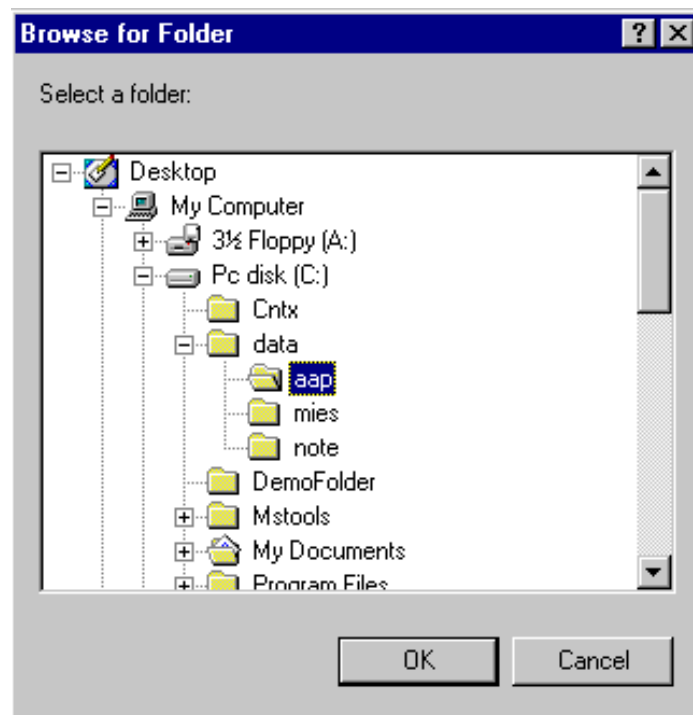 Browse for Folder
Select a folder:
Desktop
My Computer
3½ Floppy (A:)
Pc disk (C:)
Cntx
data
aap
mies
note
DemoFolder
Mstools
My Documents
Program Files
OK Cancel